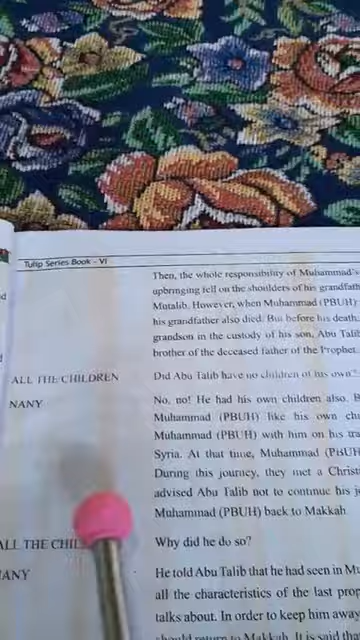 Tulip Series Book - VI
Then, the whole responsibility of Muhammad's
upbringing fell on the shoulders of his grandfath
Mutalib. However, when Muhammad (PBUH)
his grandfather also died. But before his death,
grandson in the custody of his son, Abu Talib
brother of the deceased father of the Prophet
ALL THE CHILDREN Did Abu Talib have no children of his own?
NANY No, no! He had his own children also. B
Muhammad (PBUH) like his own chi
Muhammad (PBUH) with him on his tra
Syria. At that time, Muhammad (PBUH
During this journey, they met a Christi
advised Abu Talib not to continue his j
Muhammad (PBUH) back to Makkah
ALL THE CHIL Why did he do so?
NANY He told Abu Talib that he had seen in Mu
all the characteristics of the last prop
talks about. In order to keep him away
should return to Makkah. It is said tha